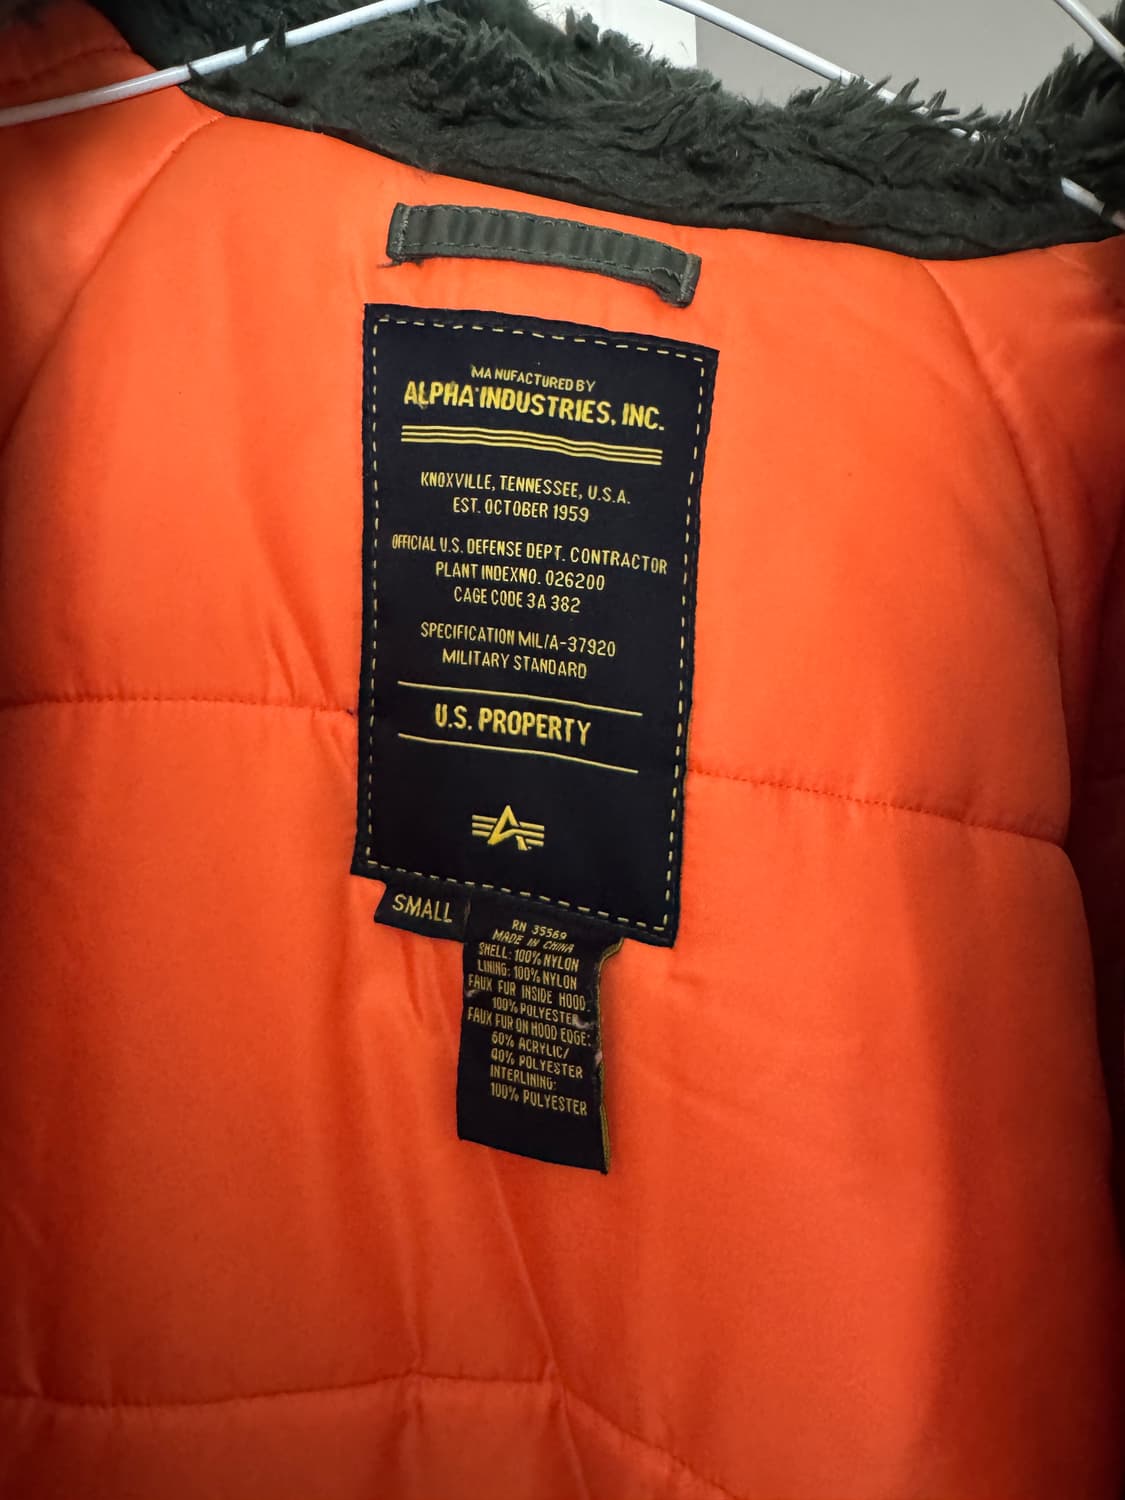 MANUFACTURED BY
ALPHA INDUSTRIES, INC.
KNOXVILLE, TENNESSEE, U.S.A.
EST. OCTOBER 1959
OFFICIAL U.S. DEFENSE DEPT. CONTRACTOR
PLANT INDEXNO. 026200
CAGE CODE 3A 382
SPECIFICATION MIL/A-37920
MILITARY STANDARD
U.S. PROPERTY
SMALL
RN 35569
MADE IN CHINA
SHELL: 100% NYLON
LINING: 100% NYLON
FAUX FUR INSIDE HOOD
100% POLYESTER
FAUX FUR ON HOOD EDGE:
60% ACRYLIC/
40% POLYESTER
INTERLINING:
100% POLYESTER